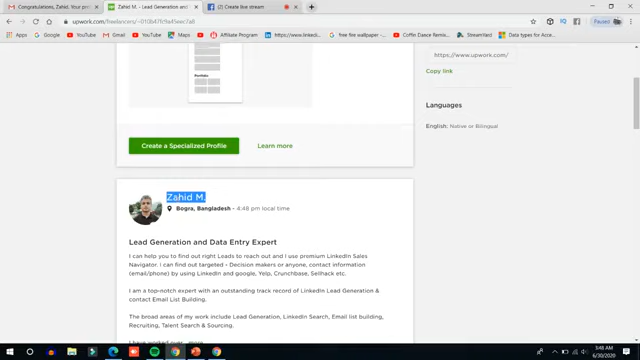 Congratulations, Zahid. Your pro
Zahid M. - Lead Generation and
Create live stream
upwork.com/freelancers/~010b47fc9a45eec7a8
Paused
Apps
Google
YouTube
Gmail
YouTube
Maps
Affiliate Program
https://www.linkedi...
free fire wallpaper...
Coffin Dance Remix...
StreamYard
Data types for Acce...
Portfolio
https://www.upwork.com/
Copy link
Create a Specialized Profile
Learn more
Languages
English: Native or Bilingual
Zahid M.
Bogra, Bangladesh - 4:48 pm local time
Lead Generation and Data Entry Expert
I can help you to find out right Leads to reach out and I use premium LinkedIn Sales
Navigator. I can find out targeted - Decision makers or anyone, contact information
(email/phone) by using LinkedIn and google, Yelp, Crunchbase, Sellhack etc.
I am a top-notch expert with an outstanding track record of LinkedIn Lead Generation &
contact Email List Building.
The broad areas of my work include Lead Generation, LinkedIn Search, Email list building,
Recruiting, Talent Search & Sourcing.
5:48 AM
6/30/2020